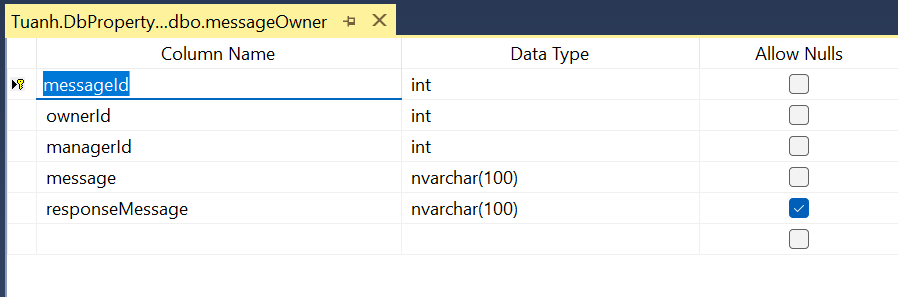 Tuanh.DbProperty...dbo.messageOwner
Column Name Data Type Allow Nulls
messageId int
ownerId int
managerId int
message nvarchar(100)
responseMessage nvarchar(100)